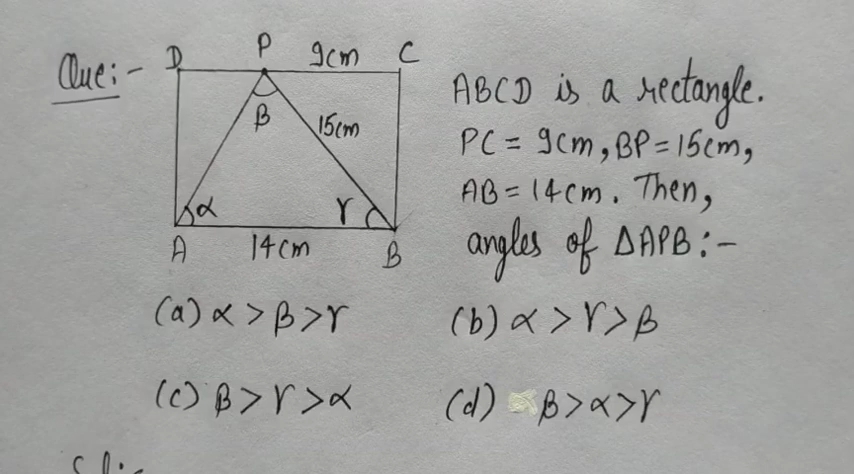 Que:-
D P 9cm C
β 15cm
α γ
A 14cm B
ABCD is a rectangle.
PC = 9cm, BP = 15cm,
AB = 14cm. Then,
angles of ΔAPB :-
(a) α > β > γ (b) α > γ > β
(c) β > γ > α (d) β > α > γ